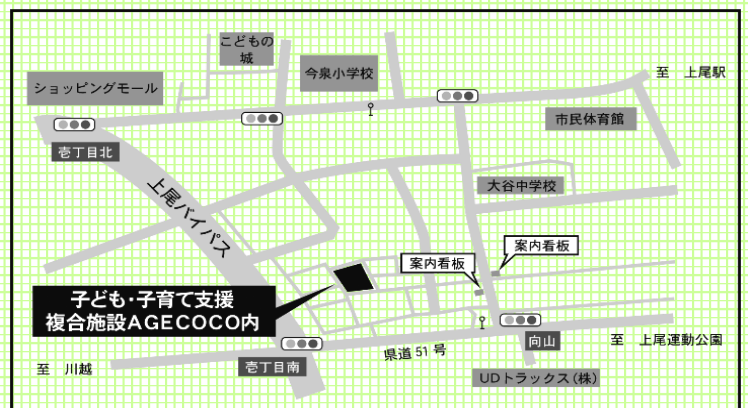 こどもの
城
今泉小学校
至 上尾駅
ショッピングモール
市民体育館
壱丁目北
大谷中学校
上尾バイパス
案内看板
案内看板
子ども・子育て支援
複合施設AGECOCO内
向山
至 上尾運動公園
県道51号
壱丁目南
至 川越
UDトラックス(株)